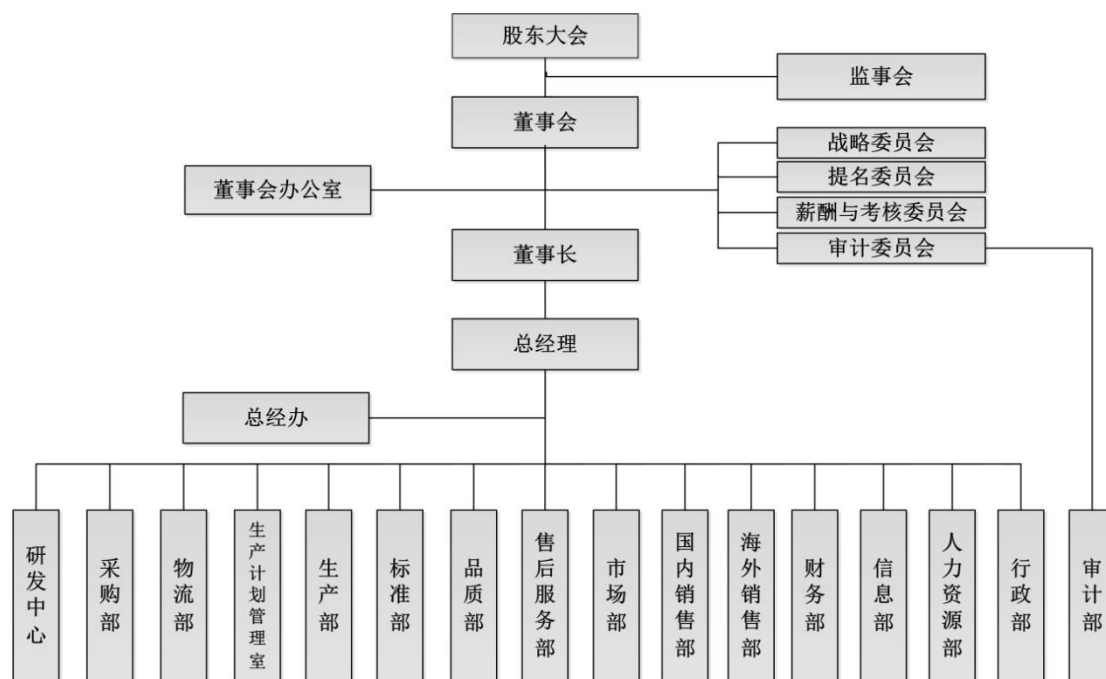 股东大会
监事会
董事会
战略委员会
提名委员会
董事会办公室
薪酬与考核委员会
审计委员会
董事长
总经理
总经办
研发中心
采购部
物流部
生产计划管理室
生产部
标准部
品质部
售后服务部
市场部
国内销售部
海外销售部
财务部
信息部
人力资源部
行政部
审计部